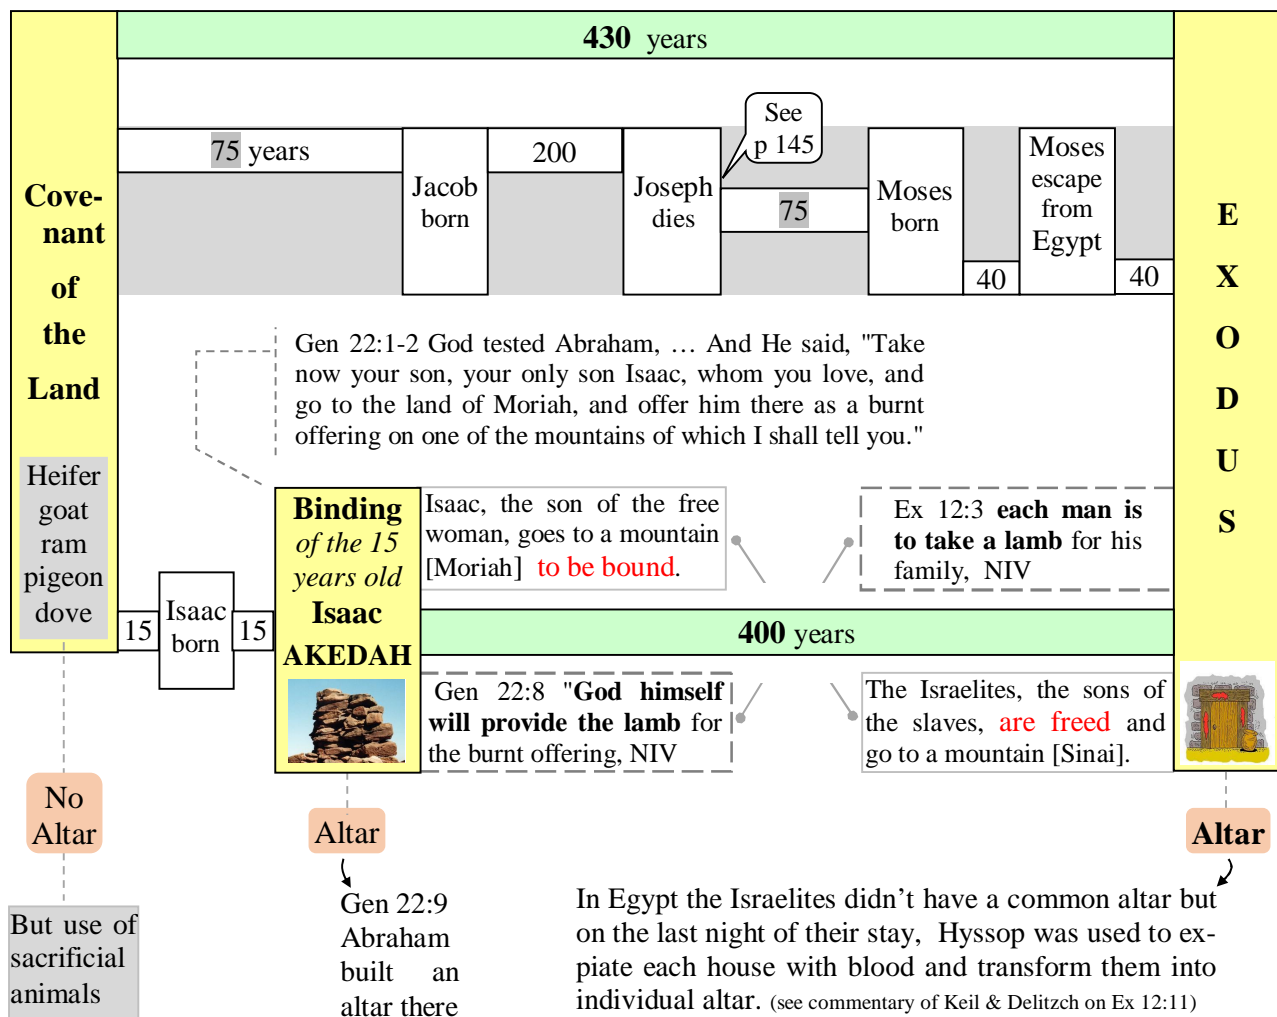 430 years
See
p 145
75 years
200
Jacob
born
Joseph
dies
75
Moses
born
Moses
escape
from
Egypt
40
40
Cove-
nant
of
the
Land
E
X
O
D
U
S
Gen 22:1-2 God tested Abraham, … And He said, "Take
now your son, your only son Isaac, whom you love, and
go to the land of Moriah, and offer him there as a burnt
offering on one of the mountains of which I shall tell you."
Heifer
goat
ram
pigeon
dove
15
Isaac
born
15
Binding
of the 15
years old
Isaac
AKEDAH
Isaac, the son of the free
woman, goes to a mountain
[Moriah] to be bound.
Ex 12:3 each man is
to take a lamb for his
family, NIV
400 years
Gen 22:8 "God himself
will provide the lamb for
the burnt offering, NIV
The Israelites, the sons of
the slaves, are freed and
go to a mountain [Sinai].
No
Altar
Altar
Altar
But use of
sacrificial
animals
Gen 22:9
Abraham
built an
altar there
In Egypt the Israelites didn’t have a common altar but
on the last night of their stay, Hyssop was used to ex-
piate each house with blood and transform them into
individual altar. (see commentary of Keil & Delitzch on Ex 12:11)